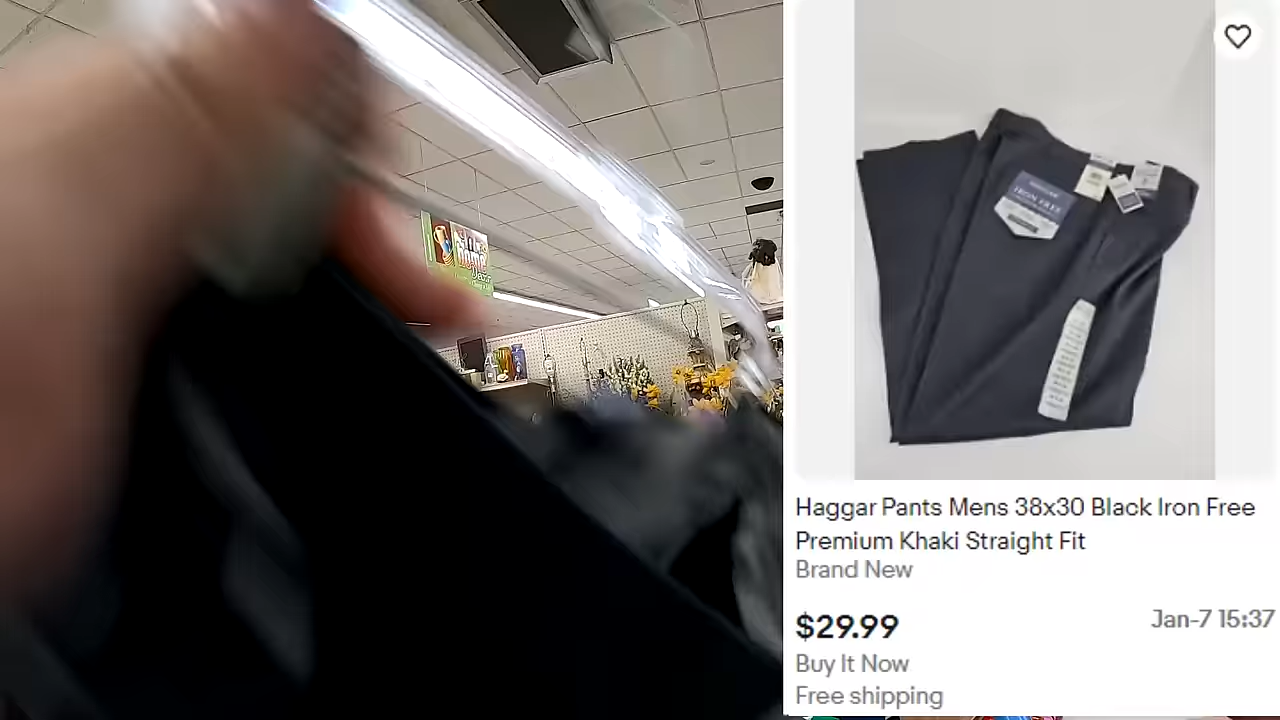 IRON FREE
Haggar Pants Mens 38x30 Black Iron Free
Premium Khaki Straight Fit
Brand New
$29.99
Jan-7 15:37
Buy It Now
Free shipping